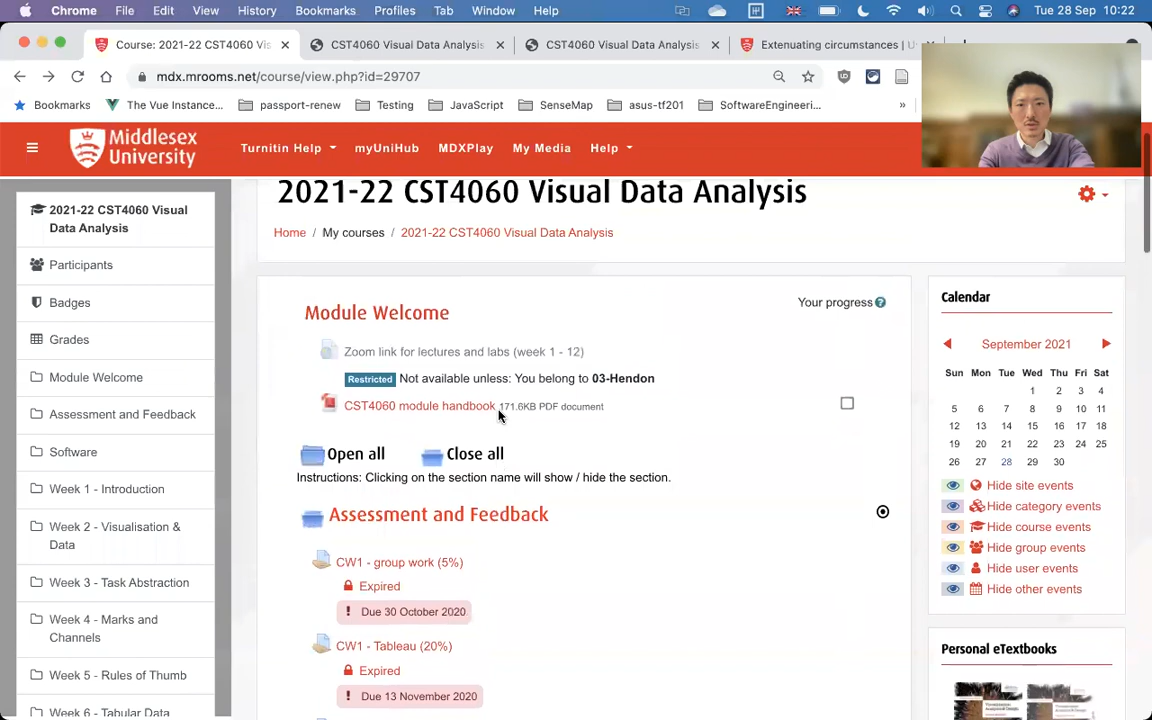 Chrome File Edit View History Bookmarks Profiles Tab Window Help Tue 28 Sep 10:22
Course: 2021-22 CST4060 Vis CST4060 Visual Data Analysis CST4060 Visual Data Analysis Extenuating circumstances |
mdx.mrooms.net/course/view.php?id=29707
Bookmarks The Vue Instance... passport-renew Testing JavaScript SenseMap asus-tf201 SoftwareEngineeri... »
Middlesex
University
Turnitin Help myUniHub MDXPlay My Media Help
2021-22 CST4060 Visual
Data Analysis
Participants
Badges
Grades
Module Welcome
Assessment and Feedback
Software
Week 1 - Introduction
Week 2 - Visualisation &
Data
Week 3 - Task Abstraction
Week 4 - Marks and
Channels
Week 5 - Rules of Thumb
Week 6 - Tabular Data
2021-22 CST4060 Visual Data Analysis
Home / My courses / 2021-22 CST4060 Visual Data Analysis
Your progress
Module Welcome
Zoom link for lectures and labs (week 1 - 12)
Restricted Not available unless: You belong to 03-Hendon
CST4060 module handbook 171.6KB PDF document
Open all Close all
Instructions: Clicking on the section name will show / hide the section.
Assessment and Feedback
CW1 - group work (5%)
Expired
! Due 30 October 2020
CW1 - Tableau (20%)
Expired
! Due 13 November 2020
Calendar
September 2021
Sun Mon Tue Wed Thu Fri Sat
1 2 3 4
5 6 7 8 9 10 11
12 13 14 15 16 17 18
19 20 21 22 23 24 25
26 27 28 29 30
Hide site events
Hide category events
Hide course events
Hide group events
Hide user events
Hide other events
Personal eTextbooks